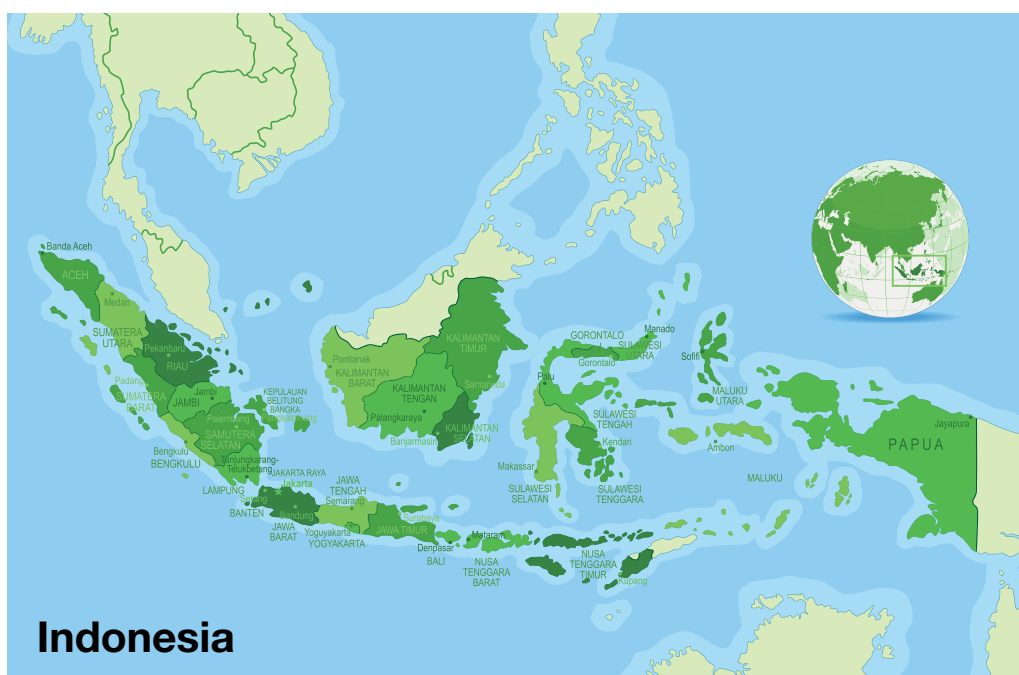 Banda Aceh
ACEH
Medan
SUMATERA
UTARA
Pekanbaru
RIAU
Padang
SUMATERA
BARAT
Jambi
JAMBI
KEPULAUAN
BELITUNG
BANGKA
Pangkalpinang
Palembang
SAMUTERA
SELATAN
Bengkulu
BENGKULU
Tanjungkarang-
Telukbetung
LAMPUNG
JAKARTA RAYA
Jakarta
Serang
BANTEN
Bandung
JAWA
BARAT
JAWA
TENGAH
Semarang
Yoguyakarta
YOGYAKARTA
Surabaya
JAWA TIMUR
Denpasar
BALI
Mataram
NUSA
TENGGARA
BARAT
NUSA
TENGGARA
TIMUR
Kupang
Pontianak
KALIMANTAN
BARAT
KALIMANTAN
TENGAN
Palangkaraya
KALIMANTAN
TIMUR
Samarinda
Banjarmasin
KALIMANTAN
SELATAN
GORONTALO
Gorontalo
Manado
SULAWESI
UTARA
Palu
SULAWESI
TENGAH
Kendari
Makassar
SULAWESI
SELATAN
SULAWESI
TENGGARA
Sofifi
MALUKU
UTARA
Ambon
MALUKU
Jayapura
PAPUA
Indonesia